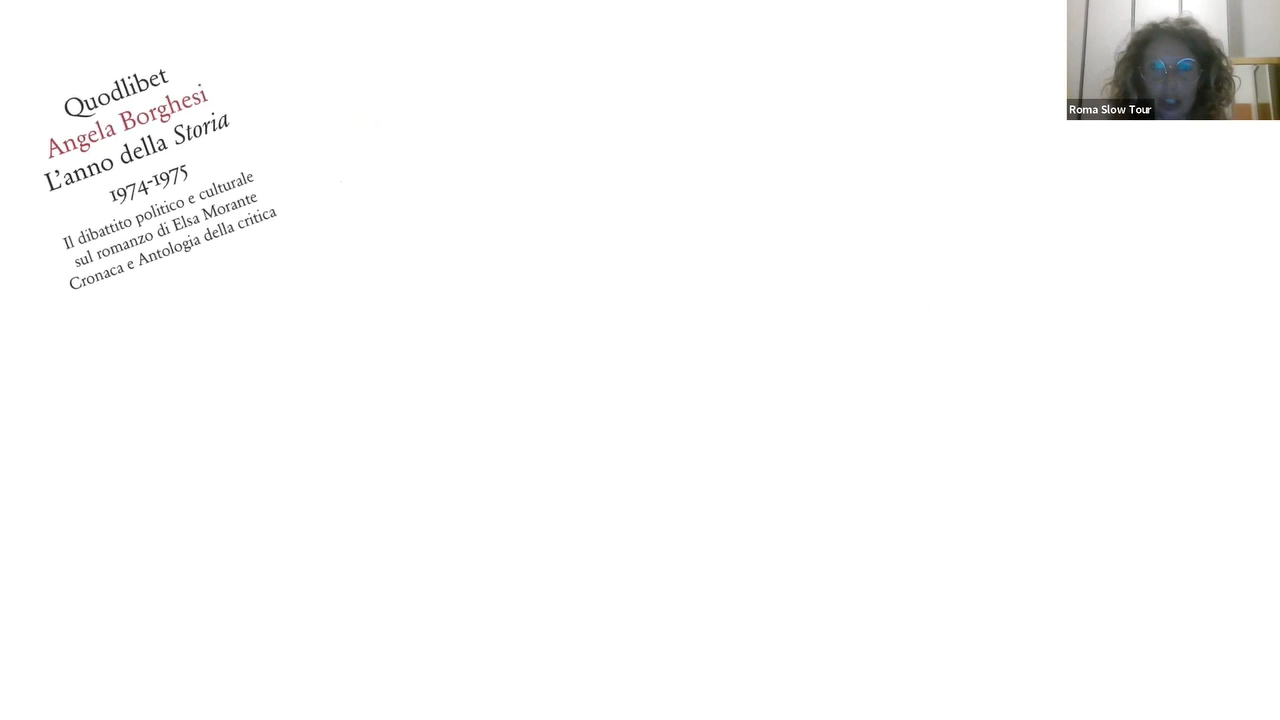 Quodlibet
Angela Borghesi
L'anno della Storia
1974-1975
Il dibattito politico e culturale
sul romanzo di Elsa Morante
Cronaca e Antologia della critica
Roma Slow Tour